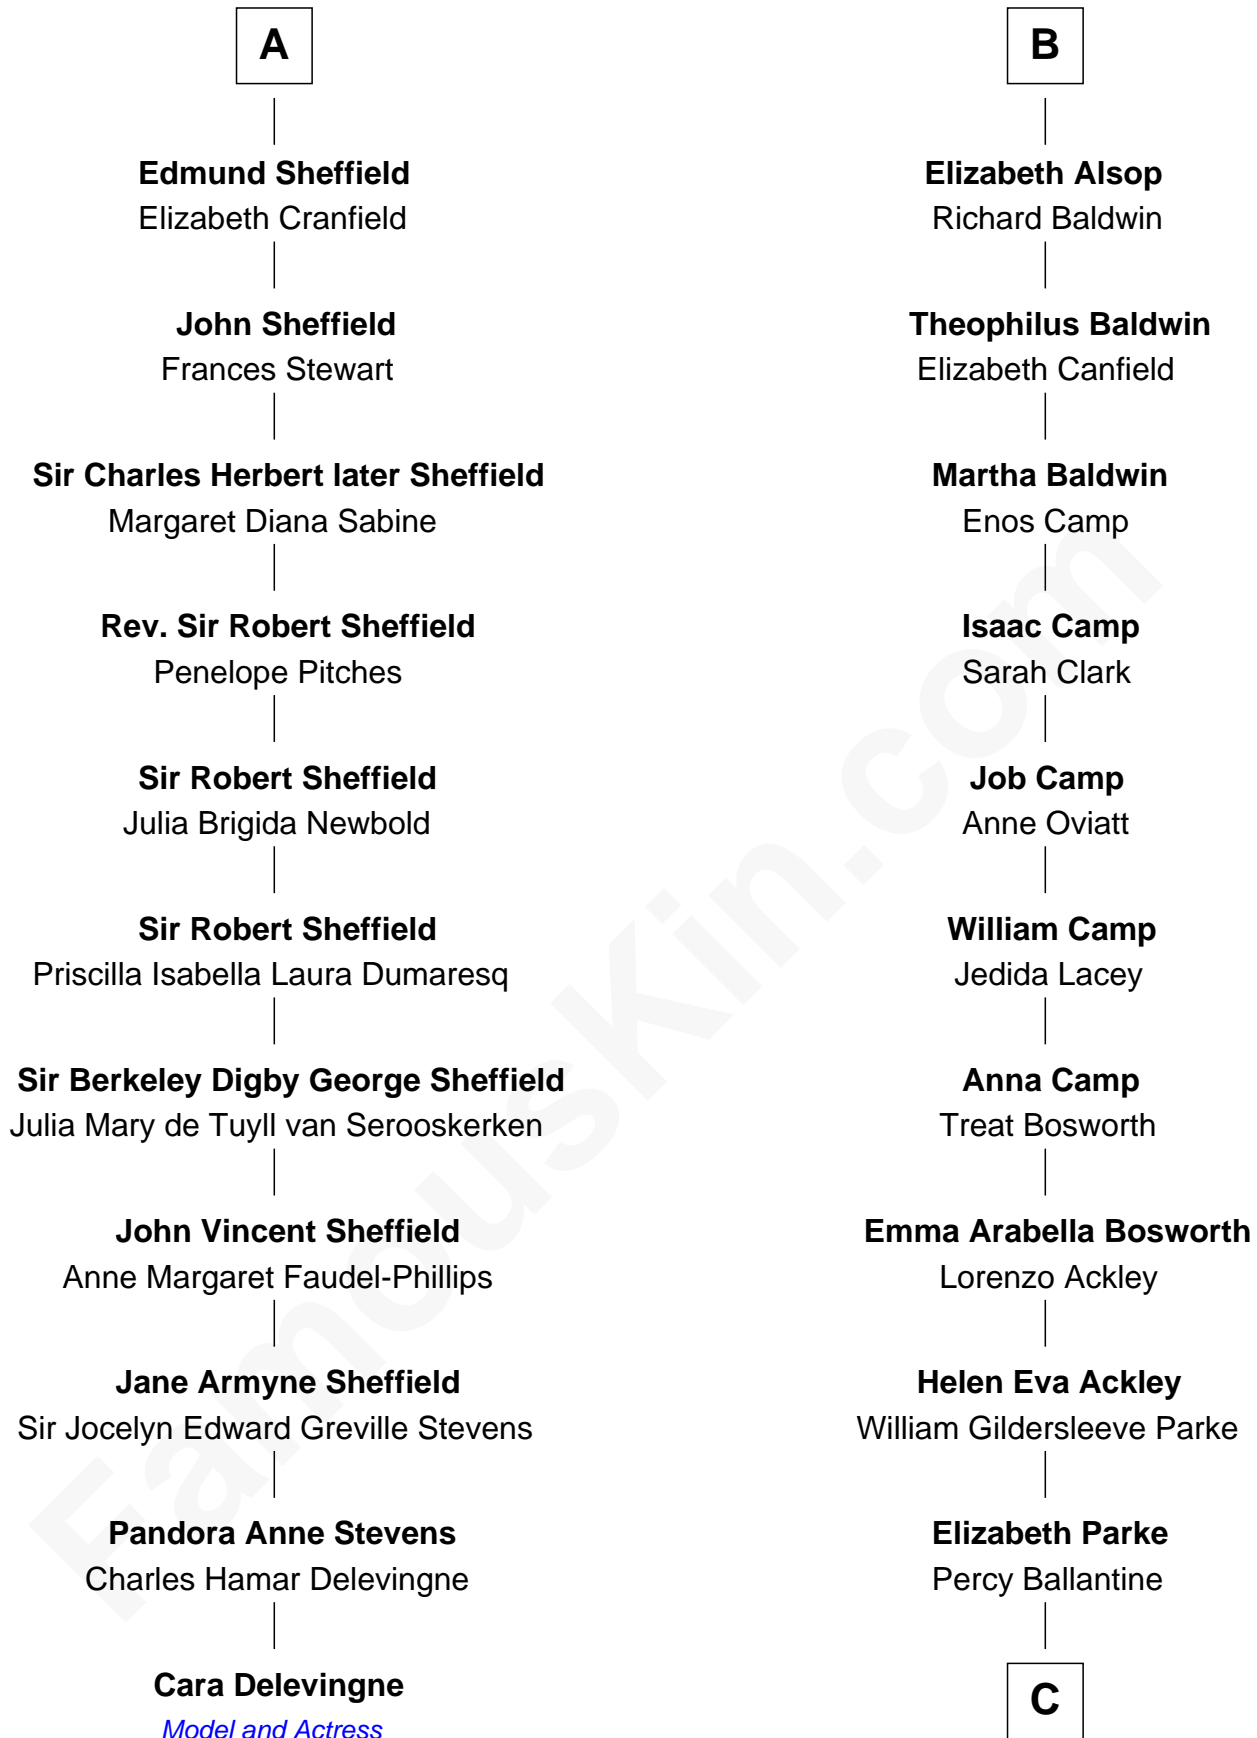 A
Edmund Sheffield
Elizabeth Cranfield
John Sheffield
Frances Stewart
Sir Charles Herbert later Sheffield
Margaret Diana Sabine
Rev. Sir Robert Sheffield
Penelope Pitches
Sir Robert Sheffield
Julia Brigida Newbold
Sir Robert Sheffield
Priscilla Isabella Laura Dumaresq
Sir Berkeley Digby George Sheffield
Julia Mary de Tuyll van Serooskerken
John Vincent Sheffield
Anne Margaret Faudel-Phillips
Jane Armyne Sheffield
Sir Jocelyn Edward Greville Stevens
Pandora Anne Stevens
Charles Hamar Delevingne
Cara Delevingne
Model and Actress
B
Elizabeth Alsop
Richard Baldwin
Theophilus Baldwin
Elizabeth Canfield
Martha Baldwin
Enos Camp
Isaac Camp
Sarah Clark
Job Camp
Anne Oviatt
William Camp
Jedida Lacey
Anna Camp
Treat Bosworth
Emma Arabella Bosworth
Lorenzo Ackley
Helen Eva Ackley
William Gildersleeve Parke
Elizabeth Parke
Percy Ballantine
C
FamousKin.com